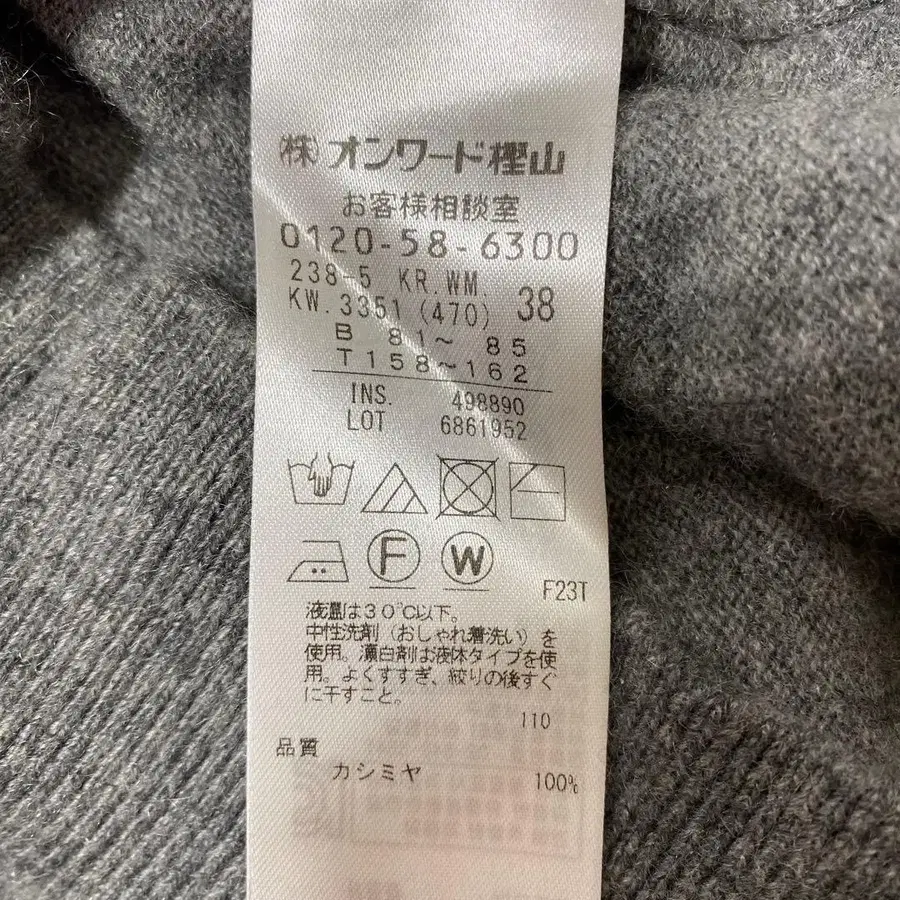 (株)オンワード樫山
お客様相談室
0120-58-6300
238-5 KR.WM. 38
KW.3351(470)
B 81～ 85
T158～162
INS. 498890
LOT 6861952
F W
F23T
液温は30℃以下。
中性洗剤（おしゃれ着洗い）を
使用。漂白剤は液体タイプを使
用。よくすすぎ、絞りの後すぐ
に干すこと。
110
品質
カシミヤ 100%